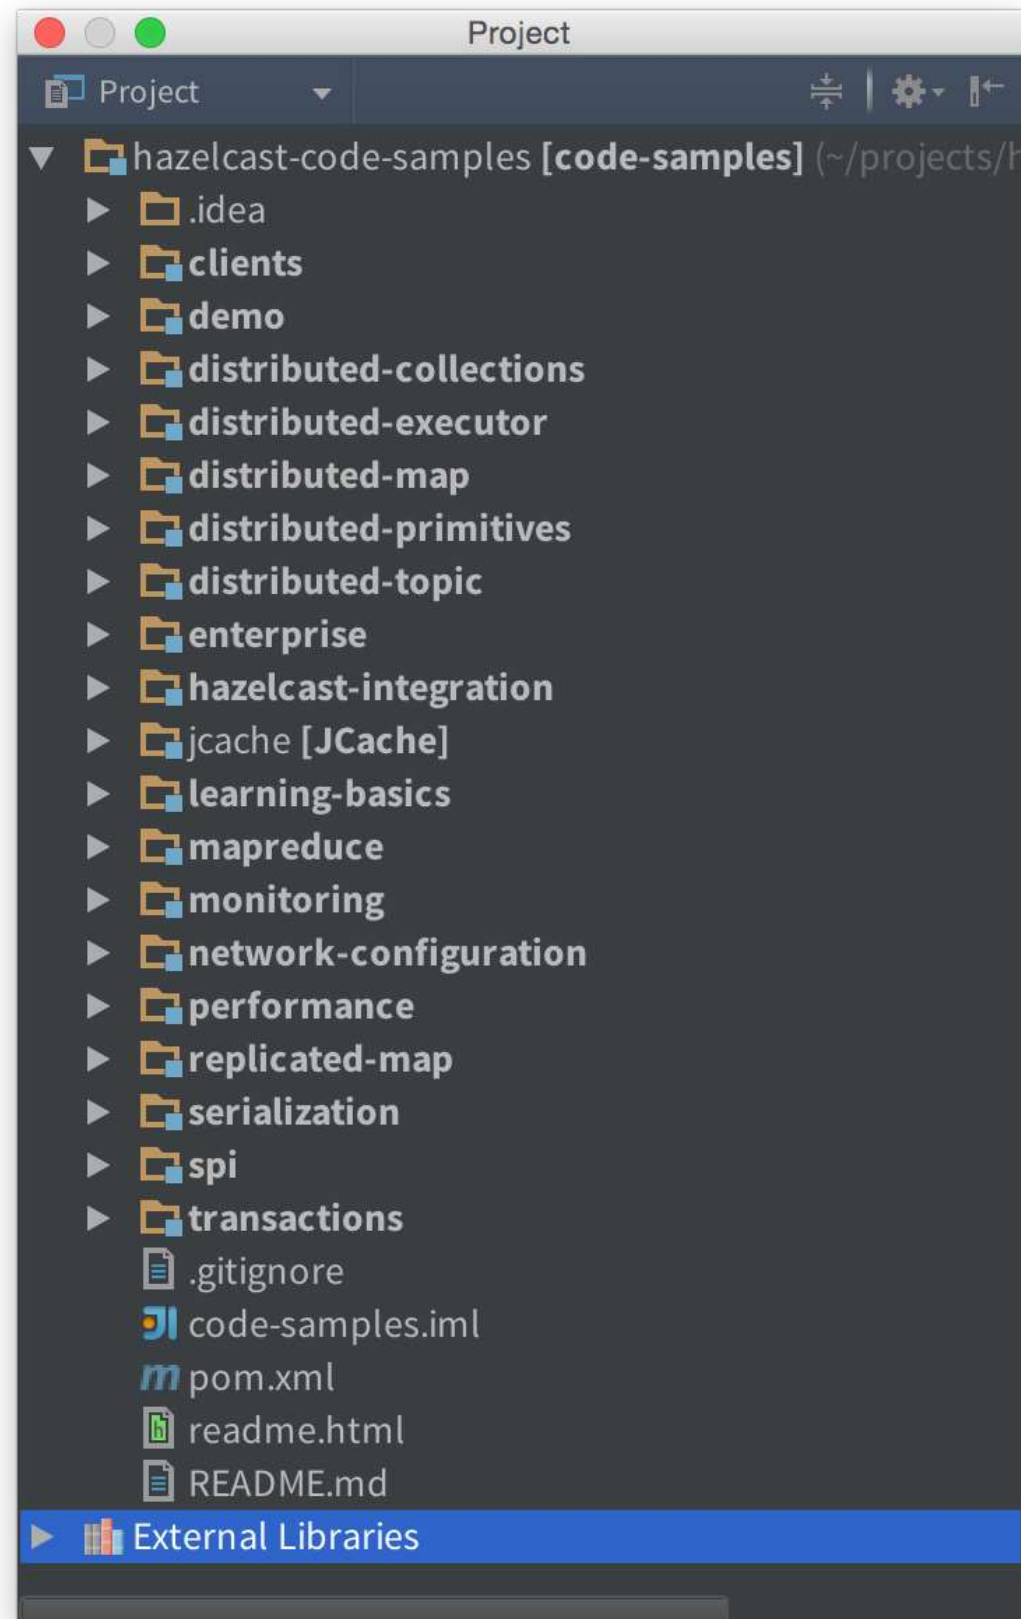 Project
Project
hazelcast-code-samples [code-samples] (~/projects/h
.idea
clients
demo
distributed-collections
distributed-executor
distributed-map
distributed-primitives
distributed-topic
enterprise
hazelcast-integration
jcache [JCache]
learning-basics
mapreduce
monitoring
network-configuration
performance
replicated-map
serialization
spi
transactions
.gitignore
code-samples.iml
pom.xml
readme.html
README.md
External Libraries